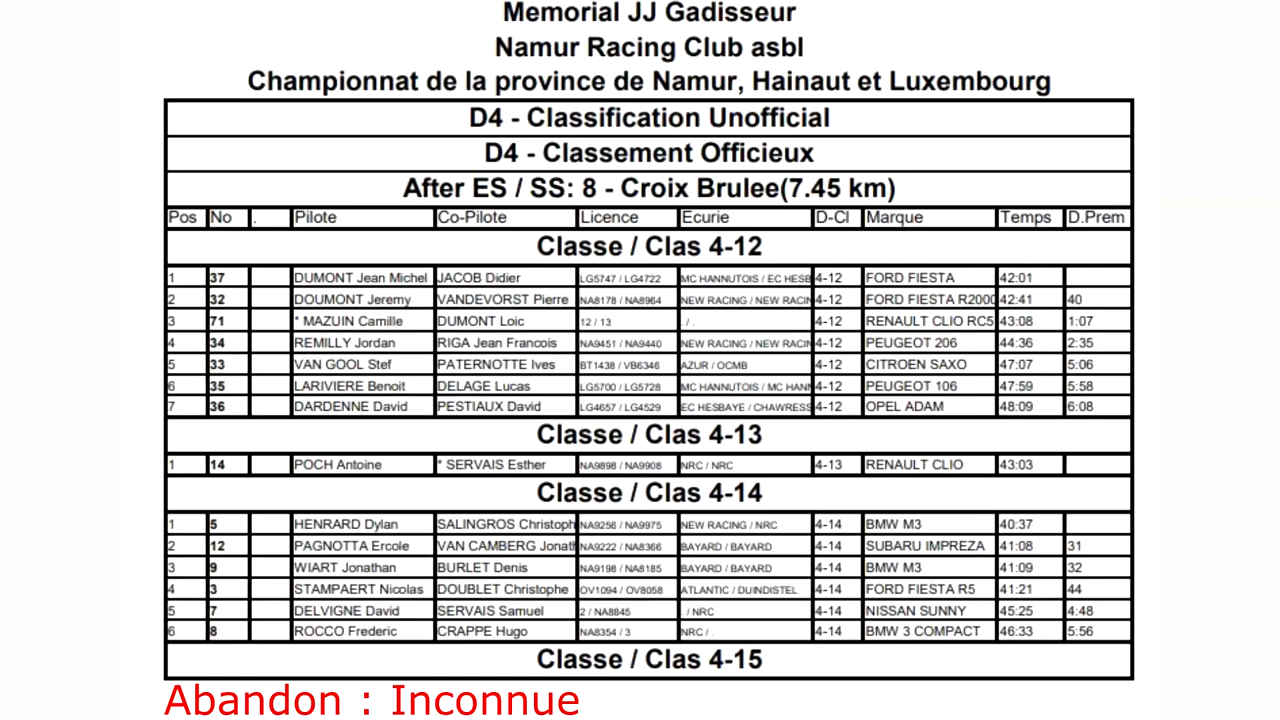 Memorial JJ Gadisseur
Namur Racing Club asbl
Championnat de la province de Namur, Hainaut et Luxembourg
D4 - Classification Unofficial
D4 - Classement Officieux
After ES / SS: 8 - Croix Brulee(7.45 km)
Pos No . Pilote Co-Pilote Licence Ecurie D-Cl Marque Temps D.Prem
Classe / Clas 4-12
1 37 DUMONT Jean Michel JACOB Didier LG5747 / LG4722 MC HANNUTOIS / EC HESB 4-12 FORD FIESTA 42:01
2 32 DOUMONT Jeremy VANDEVORST Pierre NA8178 / NA8964 NEW RACING / NEW RACIN 4-12 FORD FIESTA R200C 42:41 40
3 71 * MAZUIN Camille DUMONT Loic 12 / 13 . / . 4-12 RENAULT CLIO RC5 43:08 1:07
4 34 REMILLY Jordan RIGA Jean Francois NA9451 / NA9440 NEW RACING / NEW RACIN 4-12 PEUGEOT 206 44:36 2:35
5 33 VAN GOOL Stef PATERNOTTE Ives BT1438 / VB6346 AZUR / OCMB 4-12 CITROEN SAXO 47:07 5:06
6 35 LARIVIERE Benoit DELAGE Lucas LG5700 / LG5728 MC HANNUTOIS / MC HANN 4-12 PEUGEOT 106 47:59 5:58
7 36 DARDENNE David PESTIAUX David LG4657 / LG4529 EC HESBAYE / CHAWRESS 4-12 OPEL ADAM 48:09 6:08
Classe / Clas 4-13
1 14 POCH Antoine * SERVAIS Esther NA9898 / NA9908 NRC / NRC 4-13 RENAULT CLIO 43:03
Classe / Clas 4-14
1 5 HENRARD Dylan SALINGROS Christoph NA9256 / NA9975 NEW RACING / NRC 4-14 BMW M3 40:37
2 12 PAGNOTTA Ercole VAN CAMBERG Jonath NA9222 / NA8366 BAYARD / BAYARD 4-14 SUBARU IMPREZA 41:08 31
3 9 WIART Jonathan BURLET Denis NA9198 / NA8185 BAYARD / BAYARD 4-14 BMW M3 41:09 32
4 3 STAMPAERT Nicolas DOUBLET Christophe OV1094 / OV8058 ATLANTIC / DUINDISTEL 4-14 FORD FIESTA R5 41:21 44
5 7 DELVIGNE David SERVAIS Samuel 2 / NA8845 . / NRC 4-14 NISSAN SUNNY 45:25 4:48
6 8 ROCCO Frederic CRAPPE Hugo NA8354 / 3 NRC / . 4-14 BMW 3 COMPACT 46:33 5:56
Classe / Clas 4-15
Abandon : Inconnue